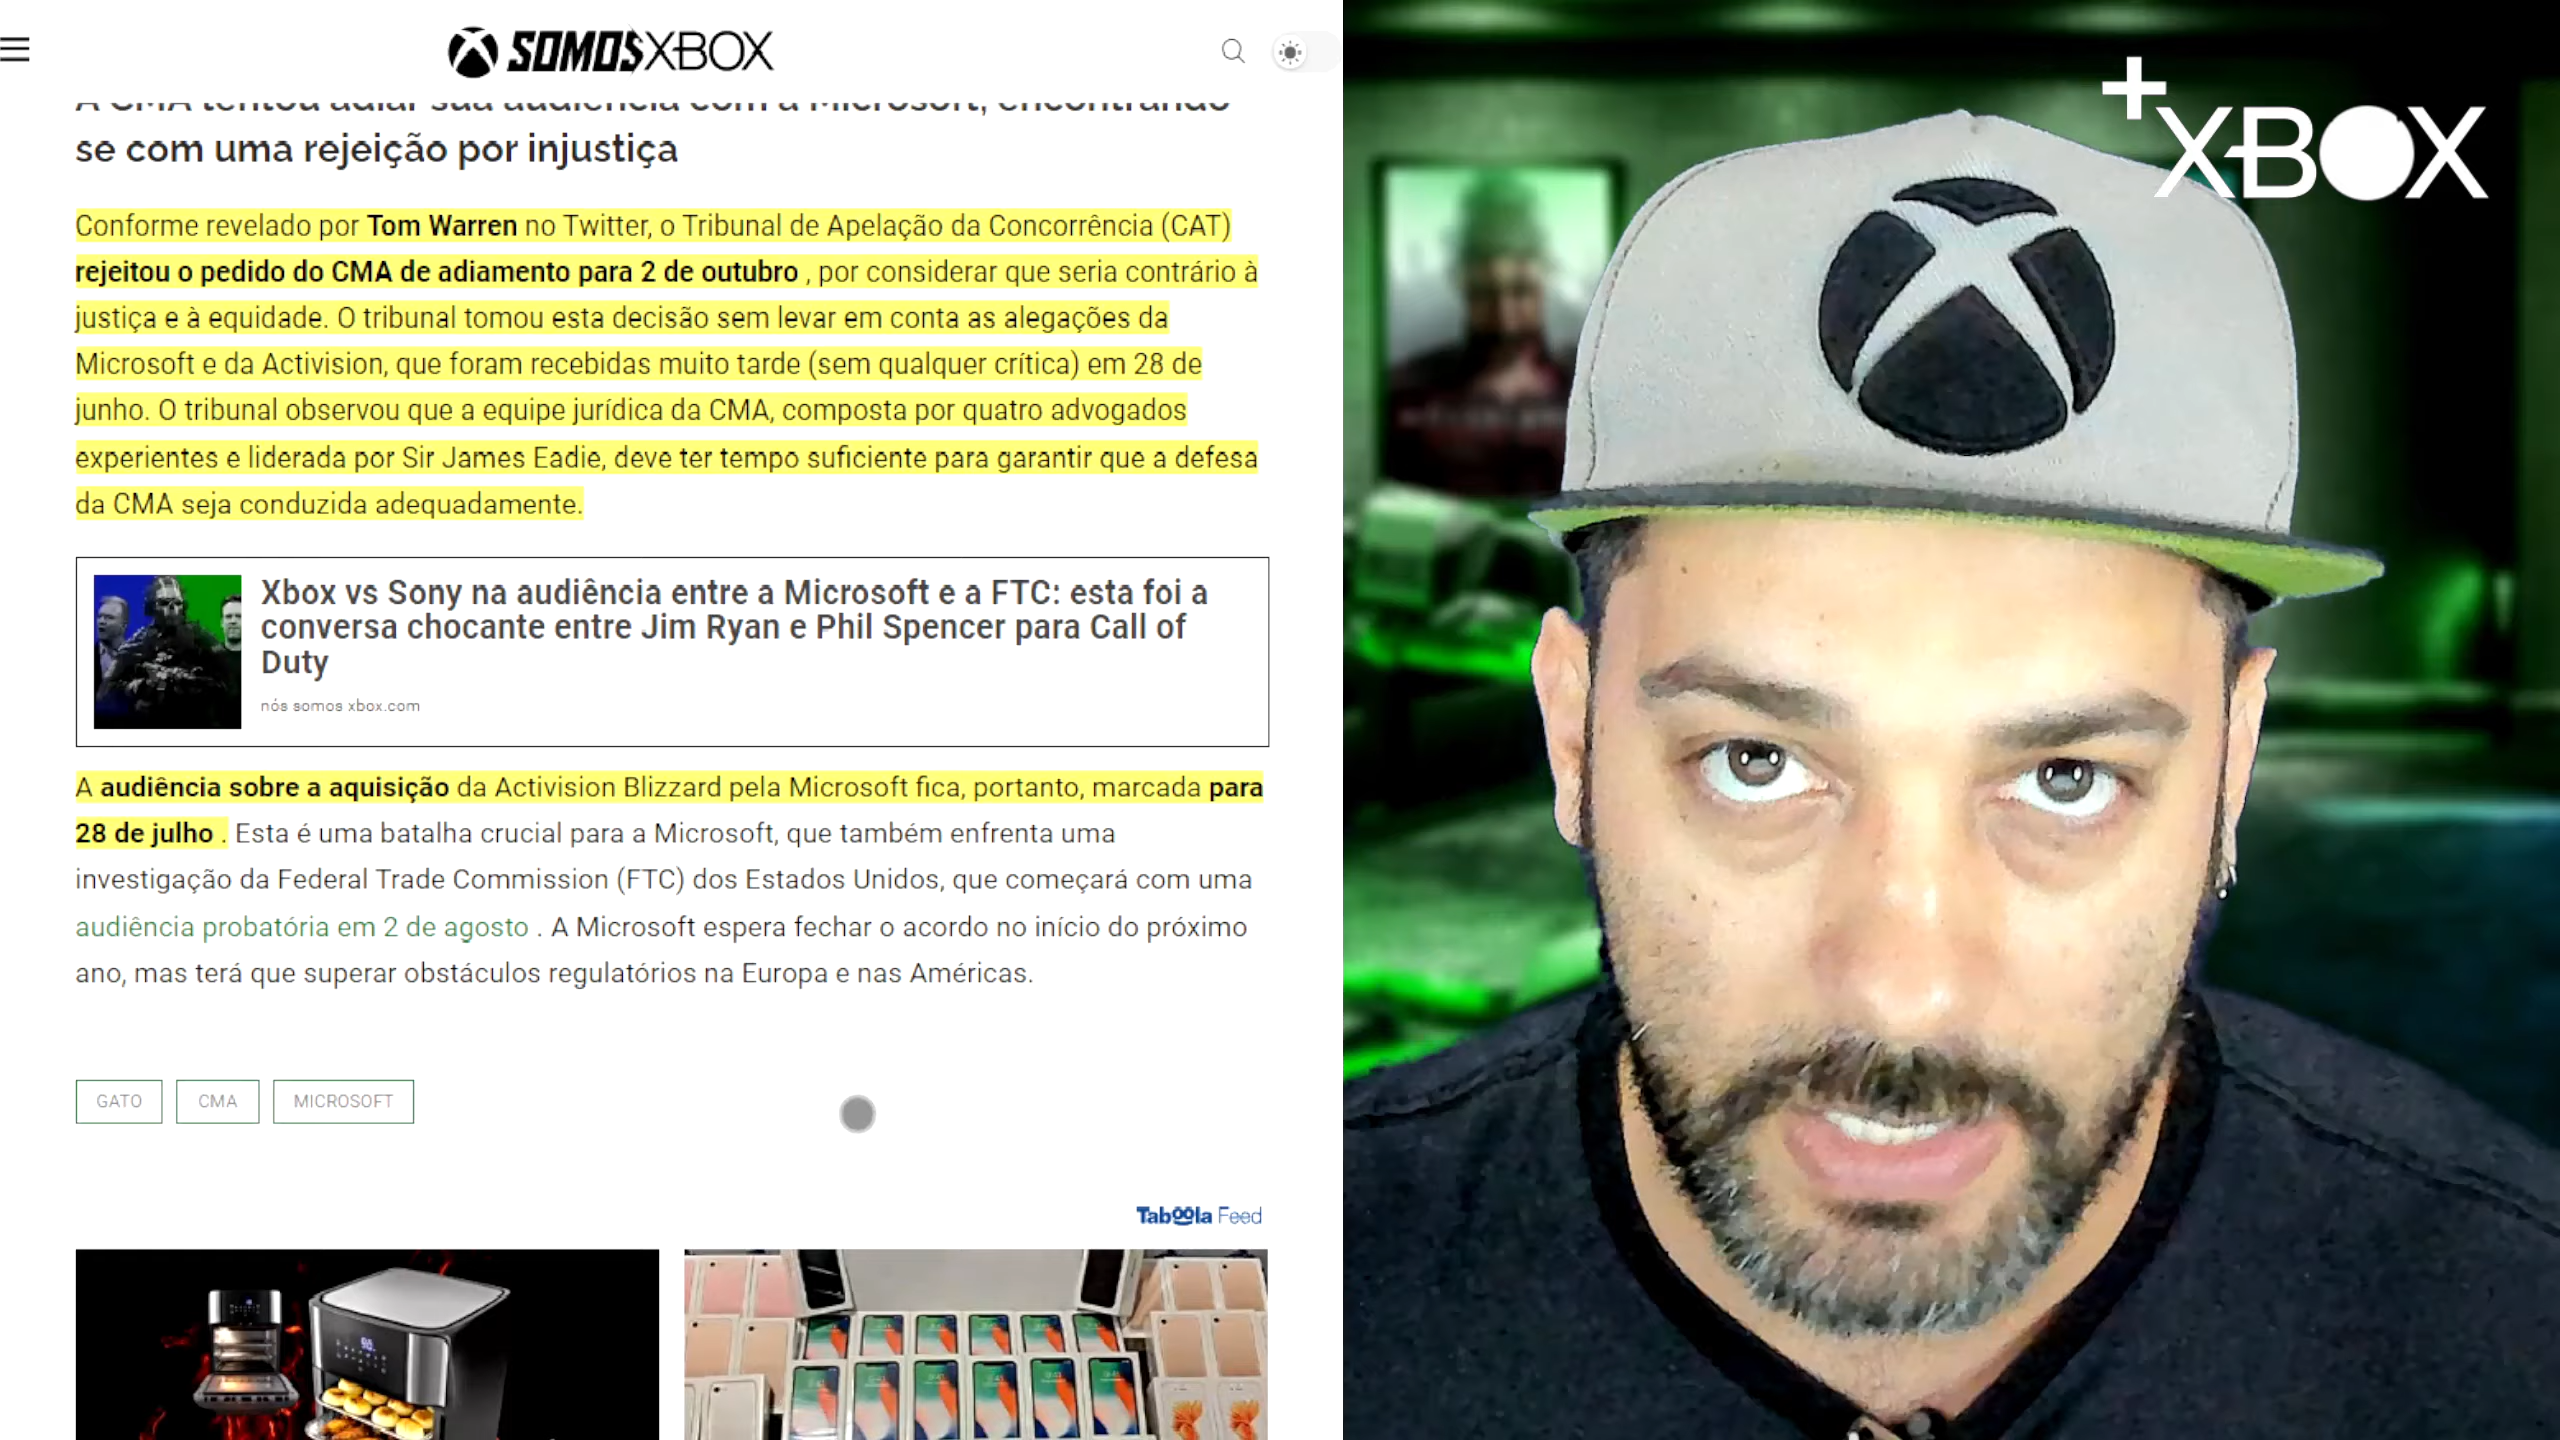 SOMOSXBOX
A CMA tentou adiar sua audiência com a Microsoft, encontrando
se com uma rejeição por injustiça
Conforme revelado por Tom Warren no Twitter, o Tribunal de Apelação da Concorrência (CAT)
rejeitou o pedido do CMA de adiamento para 2 de outubro , por considerar que seria contrário à
justiça e à equidade. O tribunal tomou esta decisão sem levar em conta as alegações da
Microsoft e da Activision, que foram recebidas muito tarde (sem qualquer crítica) em 28 de
junho. O tribunal observou que a equipe jurídica da CMA, composta por quatro advogados
experientes e liderada por Sir James Eadie, deve ter tempo suficiente para garantir que a defesa
da CMA seja conduzida adequadamente.
Xbox vs Sony na audiência entre a Microsoft e a FTC: esta foi a
conversa chocante entre Jim Ryan e Phil Spencer para Call of
Duty
nós somos xbox.com
A audiência sobre a aquisição da Activision Blizzard pela Microsoft fica, portanto, marcada para
28 de julho . Esta é uma batalha crucial para a Microsoft, que também enfrenta uma
investigação da Federal Trade Commission (FTC) dos Estados Unidos, que começará com uma
audiência probatória em 2 de agosto . A Microsoft espera fechar o acordo no início do próximo
ano, mas terá que superar obstáculos regulatórios na Europa e nas Américas.
GATO CMA MICROSOFT
Taboola Feed
+XBOX